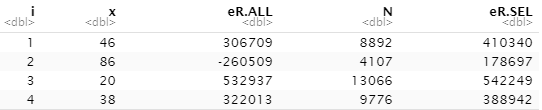 i x eR.ALL N eR.SEL
<dbl> <dbl> <dbl> <dbl> <dbl>
1 46 306709 8892 410340
2 86 -260509 4107 178697
3 20 532937 13066 542249
4 38 322013 9776 388942